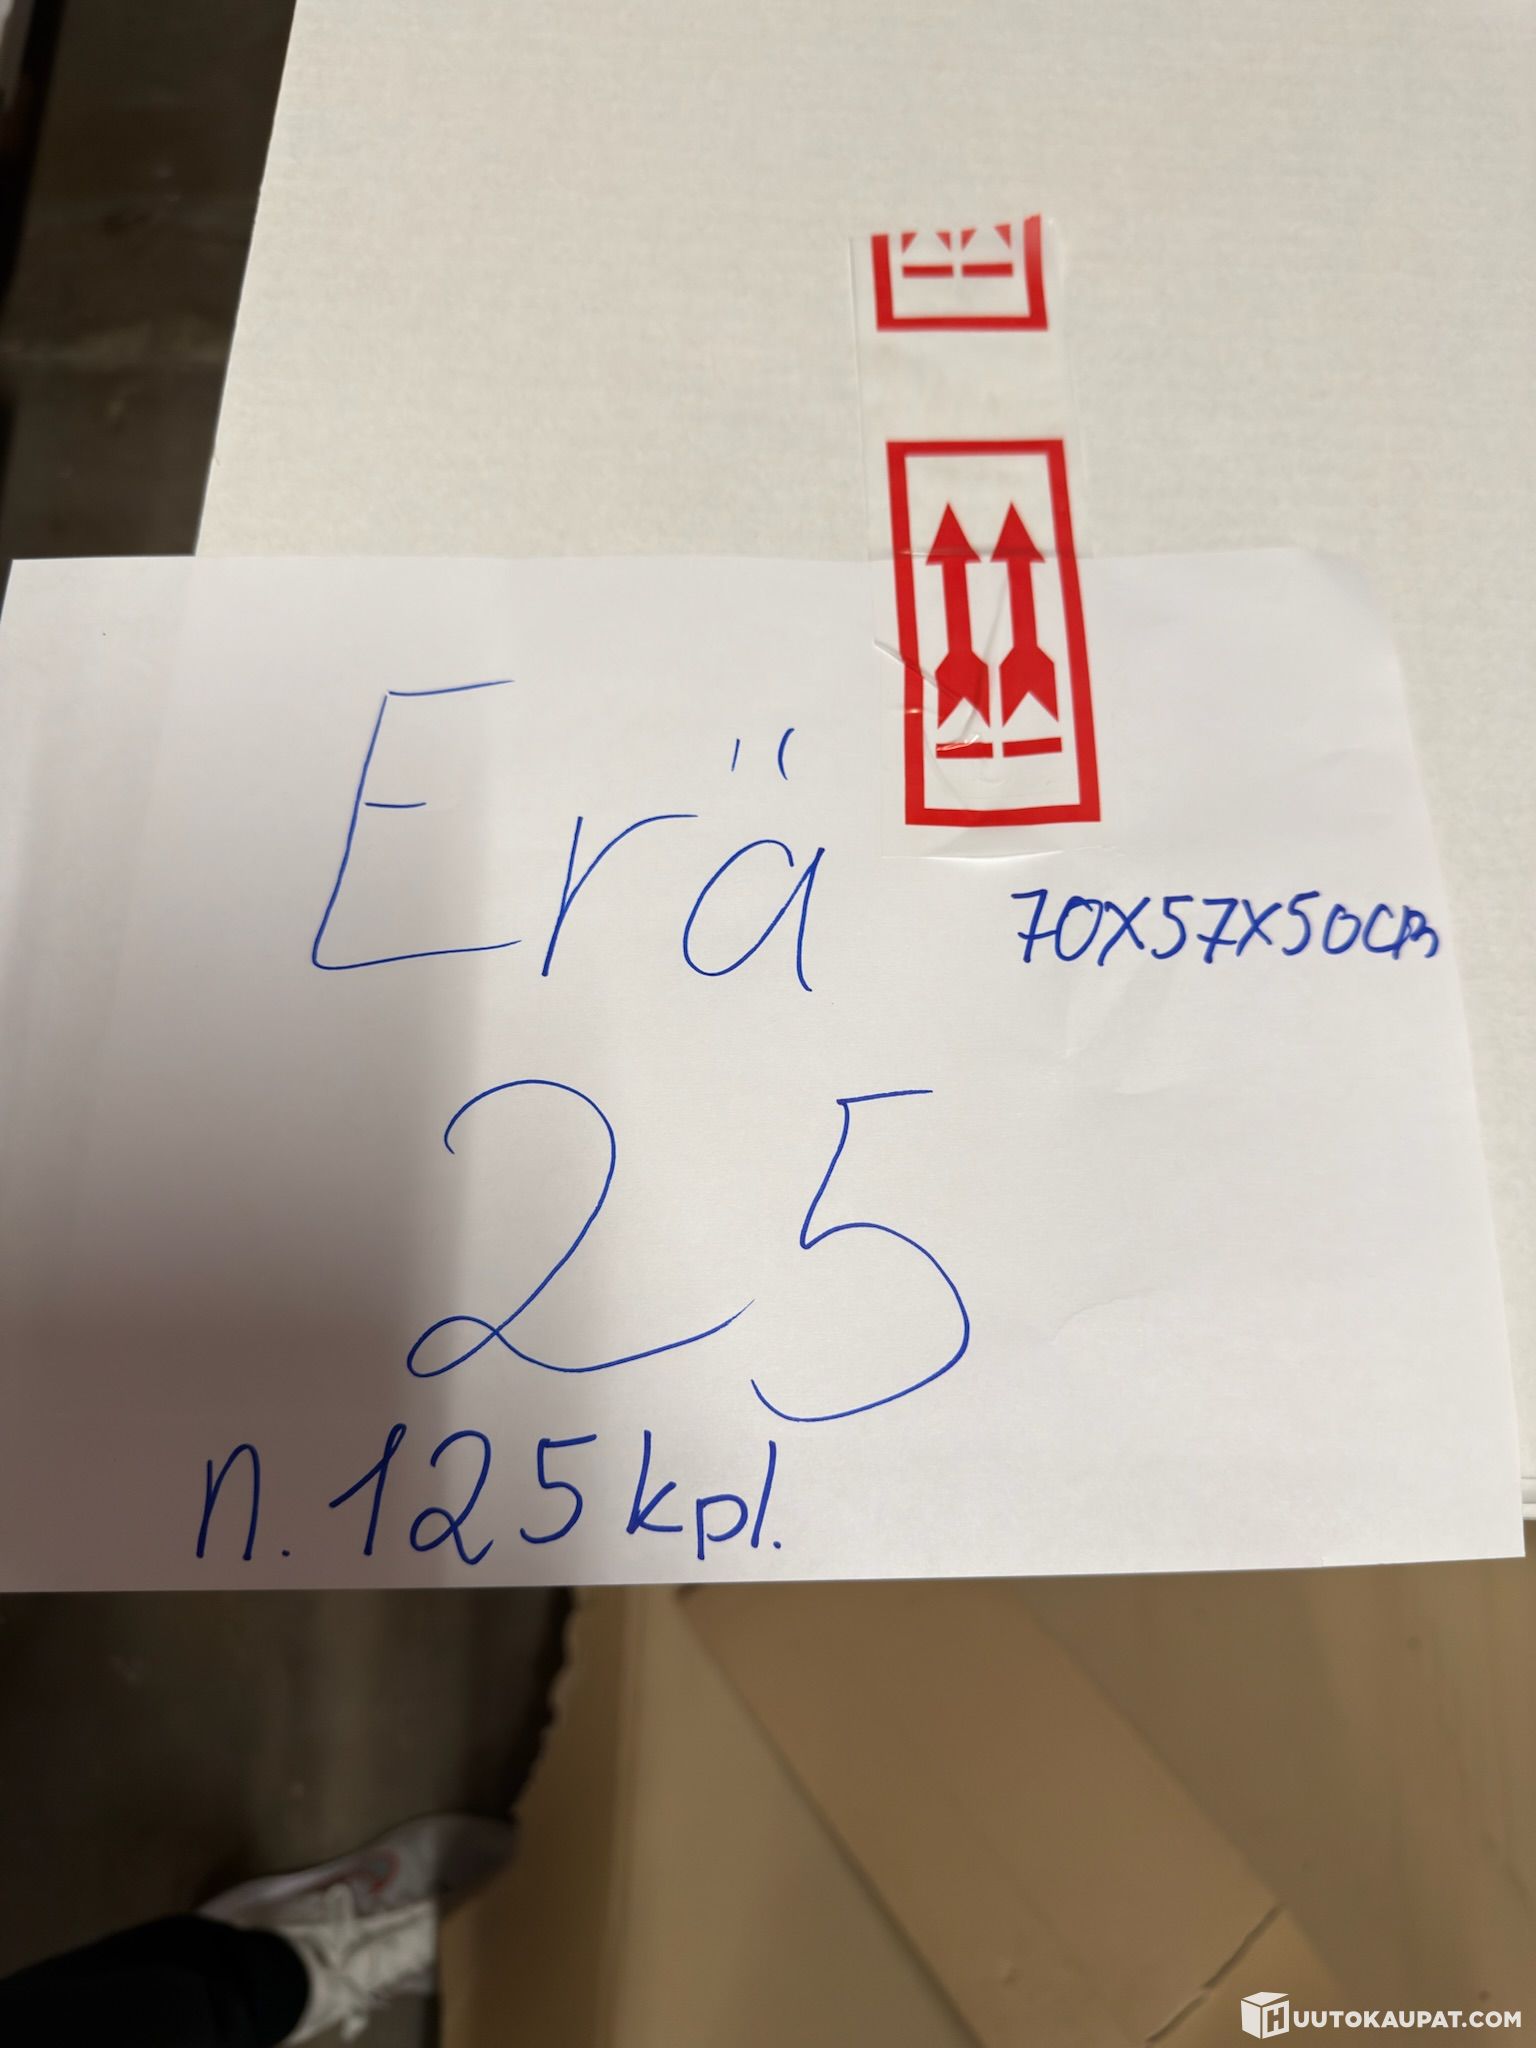 Erä
70X57X50cm
25
n. 125 kpl.
HUUTOKAUPAT.COM